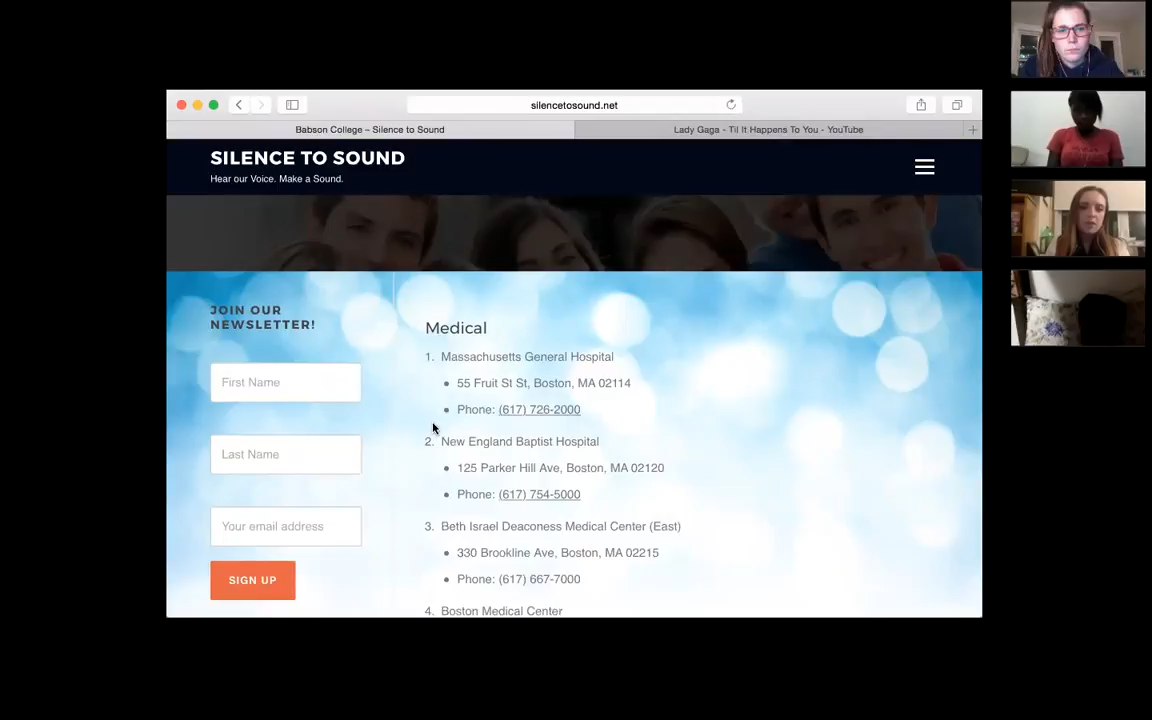 silencetosound.net
Babson College – Silence to Sound
Lady Gaga - Til It Happens To You - YouTube
SILENCE TO SOUND
Hear our Voice. Make a Sound.
JOIN OUR
NEWSLETTER!
First Name
Last Name
Your email address
SIGN UP
Medical
1. Massachusetts General Hospital
55 Fruit St St, Boston, MA 02114
Phone: (617) 726-2000
2. New England Baptist Hospital
125 Parker Hill Ave, Boston, MA 02120
Phone: (617) 754-5000
3. Beth Israel Deaconess Medical Center (East)
330 Brookline Ave, Boston, MA 02215
Phone: (617) 667-7000
4. Boston Medical Center